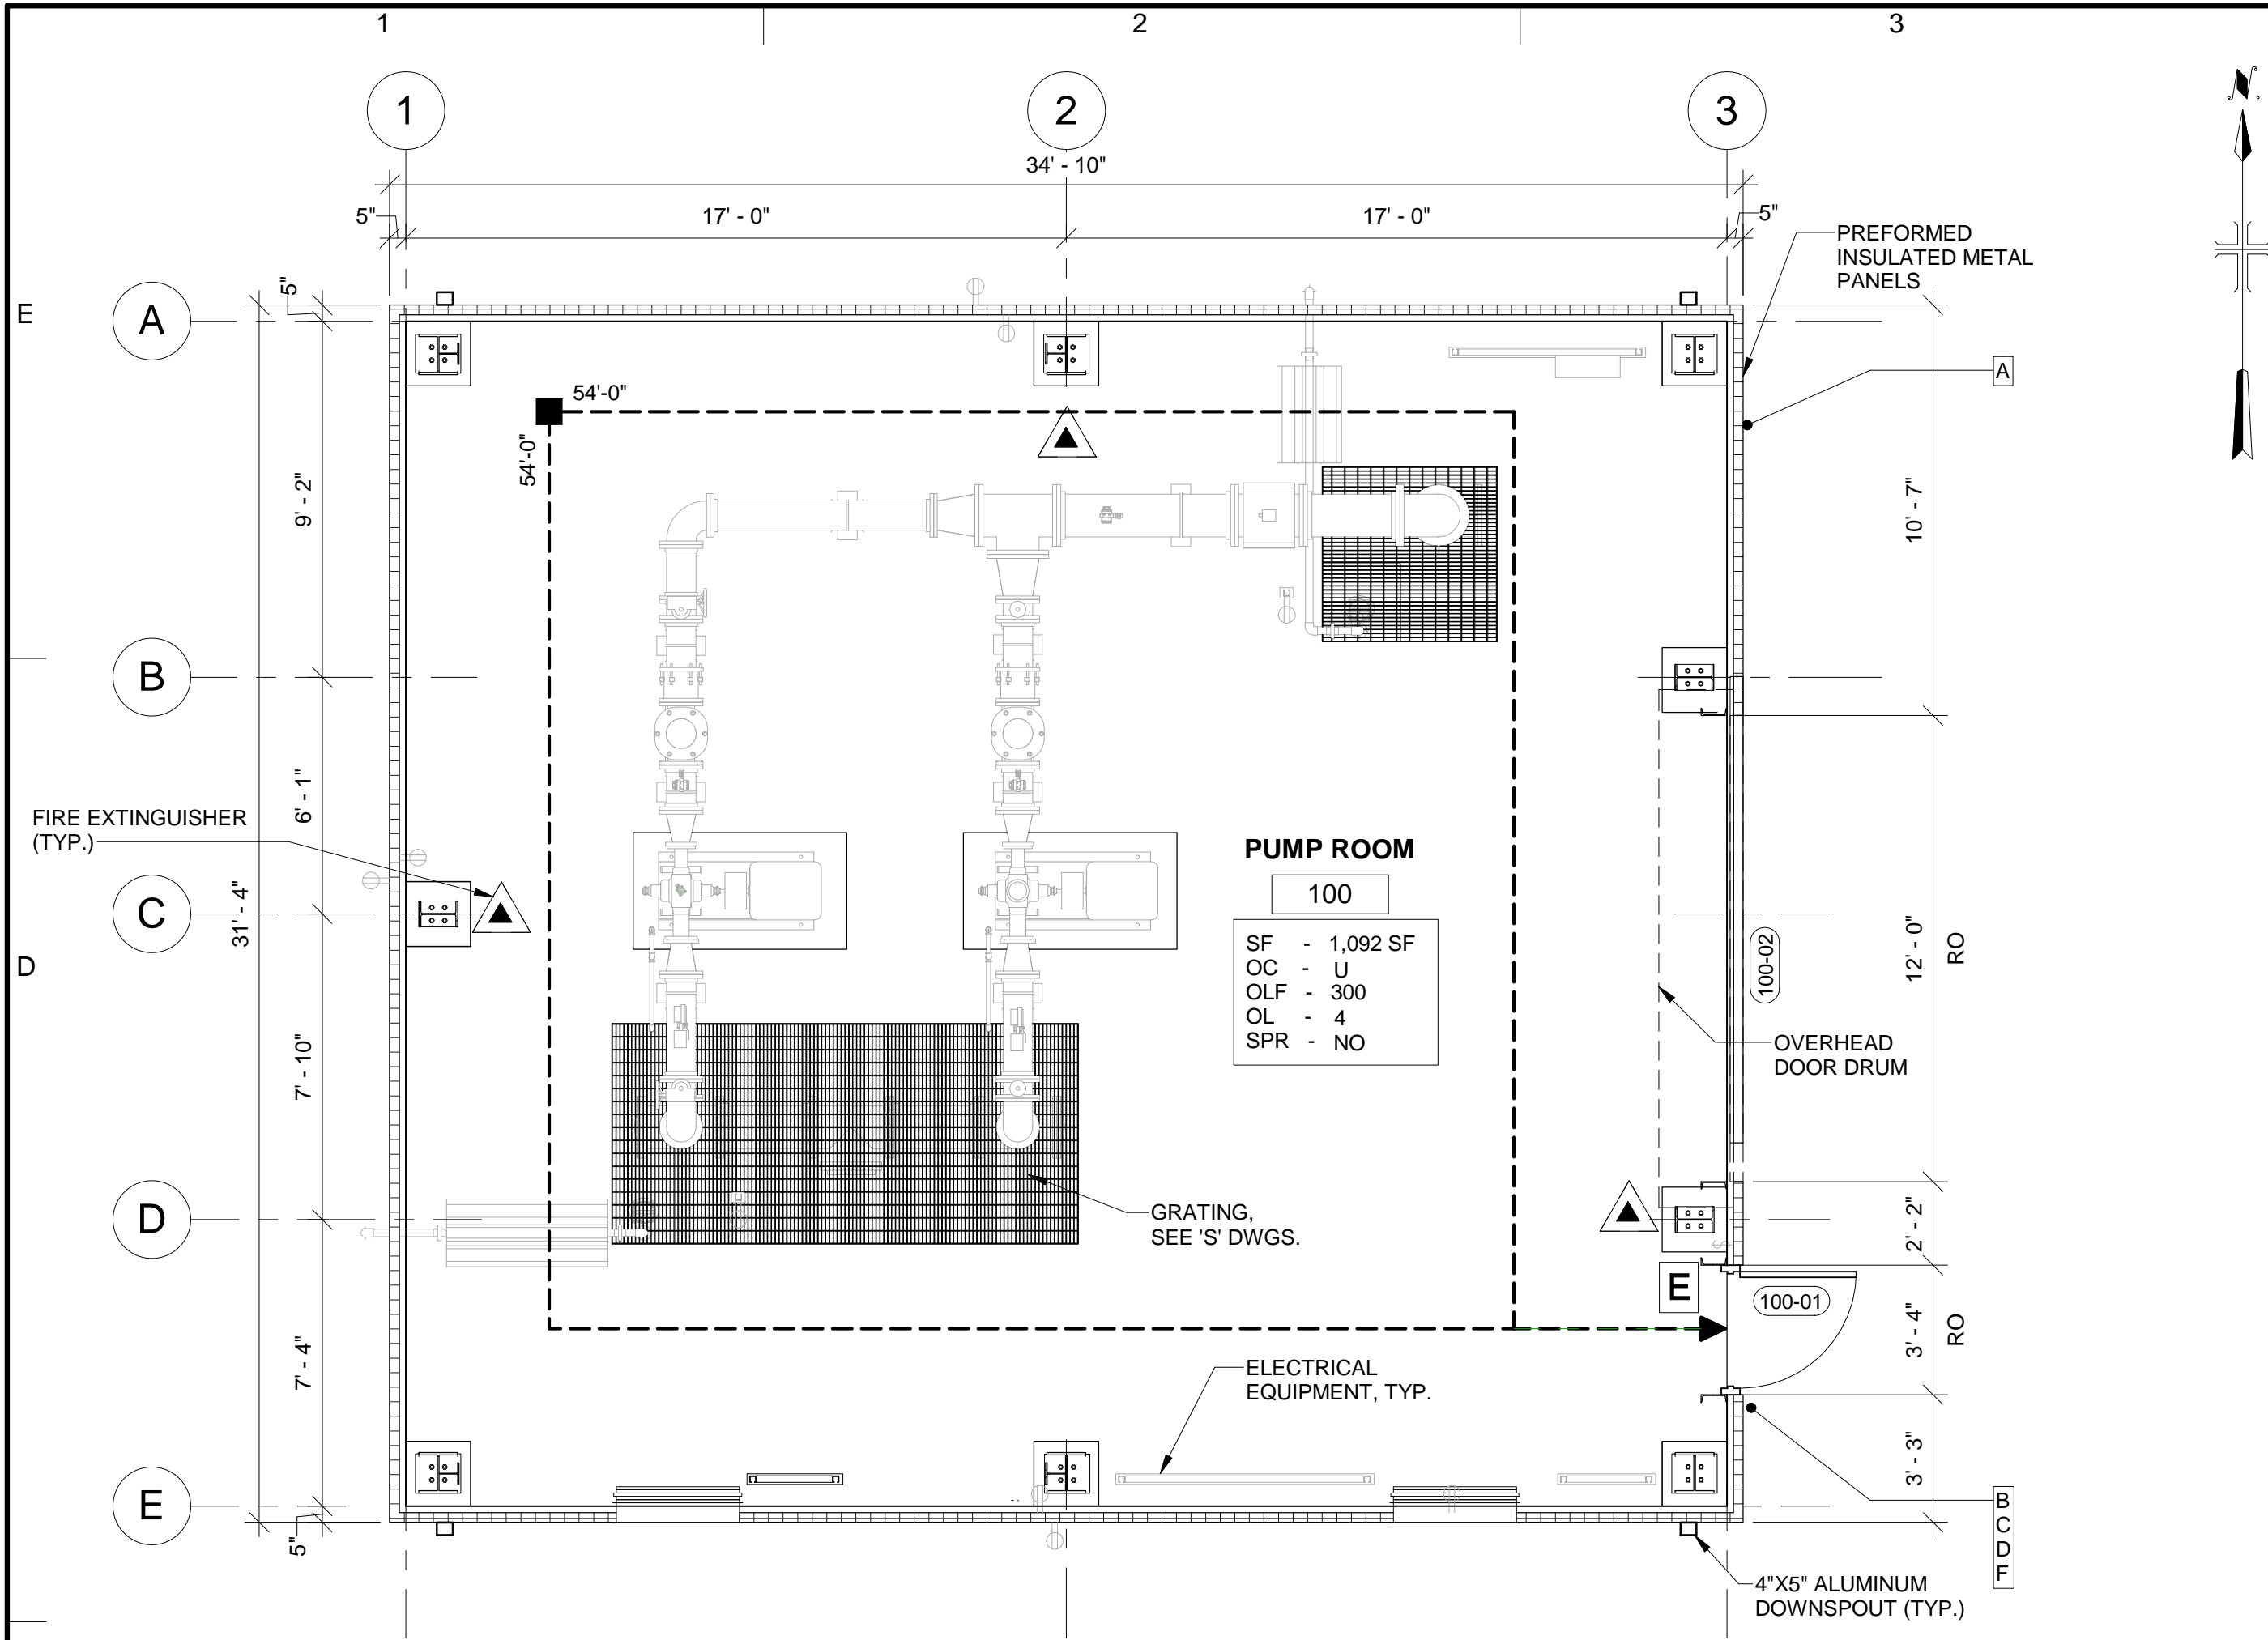 1
2
3
N.
1
2
3
34' - 10"
5"
17' - 0"
17' - 0"
5"
PREFORMED
INSULATED METAL
PANELS
E
5"
A
A
54'-0"
54'-0"
9' - 2"
10' - 7"
B
6' - 1"
FIRE EXTINGUISHER
(TYP.)
PUMP ROOM
100
SF - 1,092 SF
OC - U
OLF - 300
OL - 4
SPR - NO
C
31' - 4"
D
100-02
12' - 0"
RO
OVERHEAD
DOOR DRUM
7' - 10"
D
GRATING,
SEE 'S' DWGS.
2' - 2"
E
100-01
3' - 4"
RO
7' - 4"
ELECTRICAL
EQUIPMENT, TYP.
3' - 3"
E
5"
B
C
D
F
4"X5" ALUMINUM
DOWNSPOUT (TYP.)